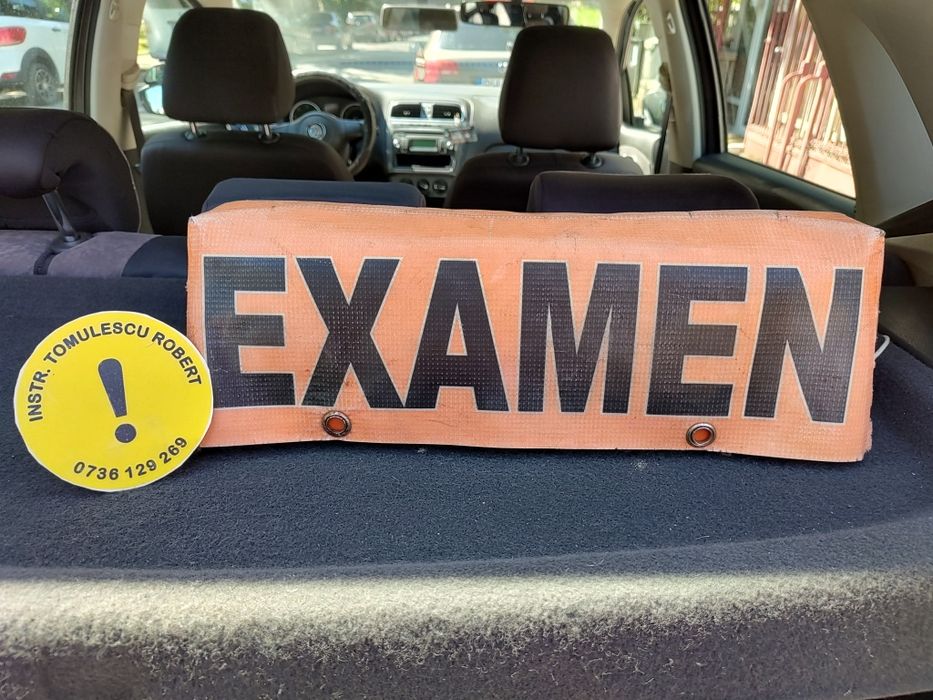 INSTR. TOMULESCU ROBERT
!
0736 129 269
EXAMEN